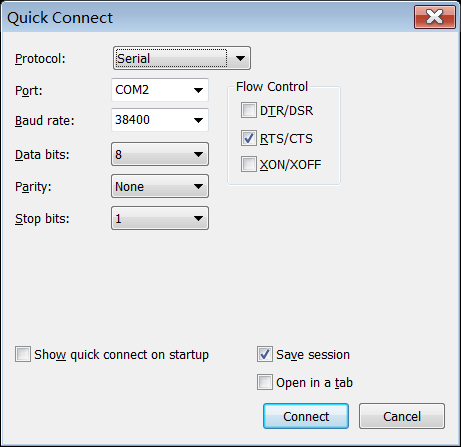 Quick Connect
Protocol: Serial
Port: COM2
Flow Control
DTR/DSR
Baud rate: 38400
RTS/CTS
Data bits: 8
XON/XOFF
Parity: None
Stop bits: 1
Show quick connect on startup
Save session
Open in a tab
Connect
Cancel